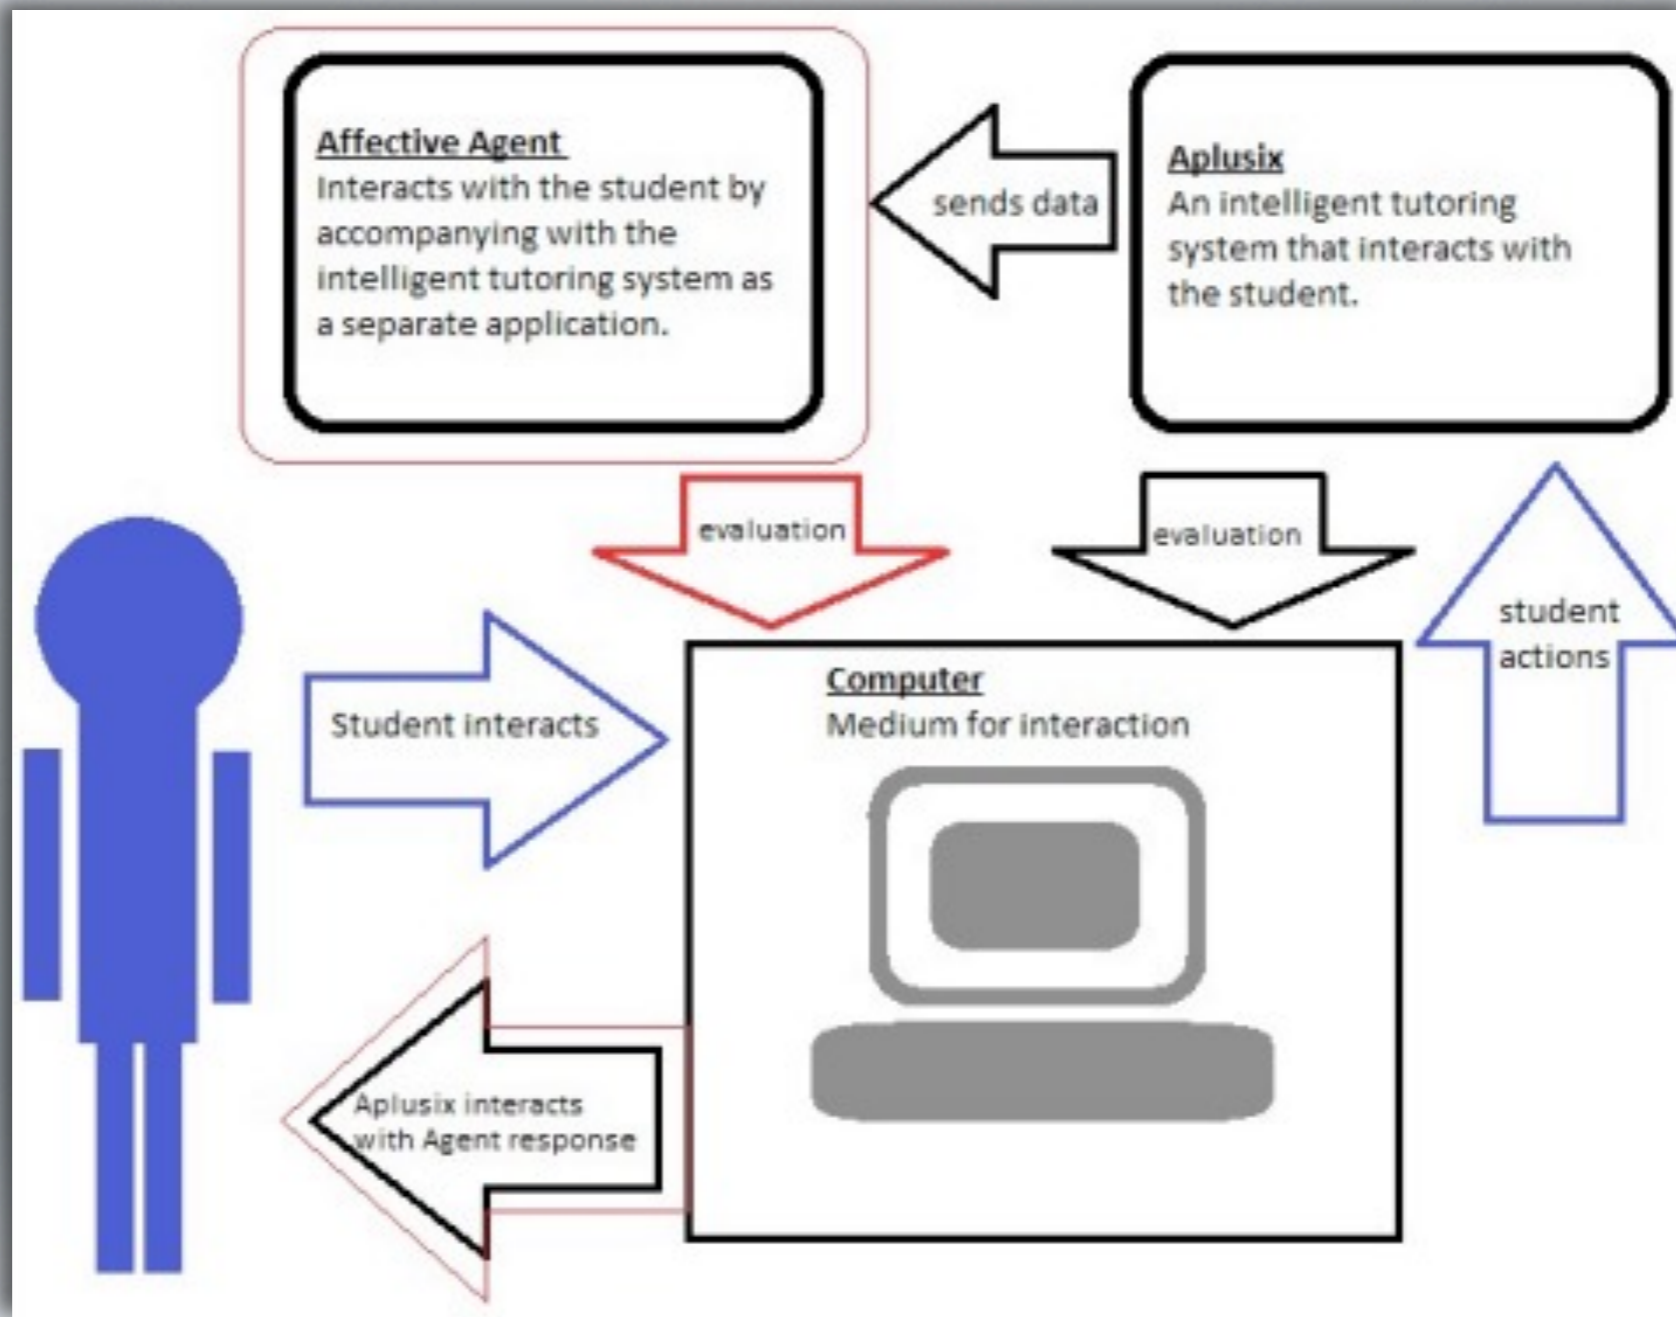 Affective Agent
Interacts with the student by
accompanying with the
intelligent tutoring system as
a separate application.
sends data
Aplusix
An intelligent tutoring
system that interacts with
the student.
evaluation
evaluation
student
actions
Student interacts
Computer
Medium for interaction
Aplusix interacts
with Agent response